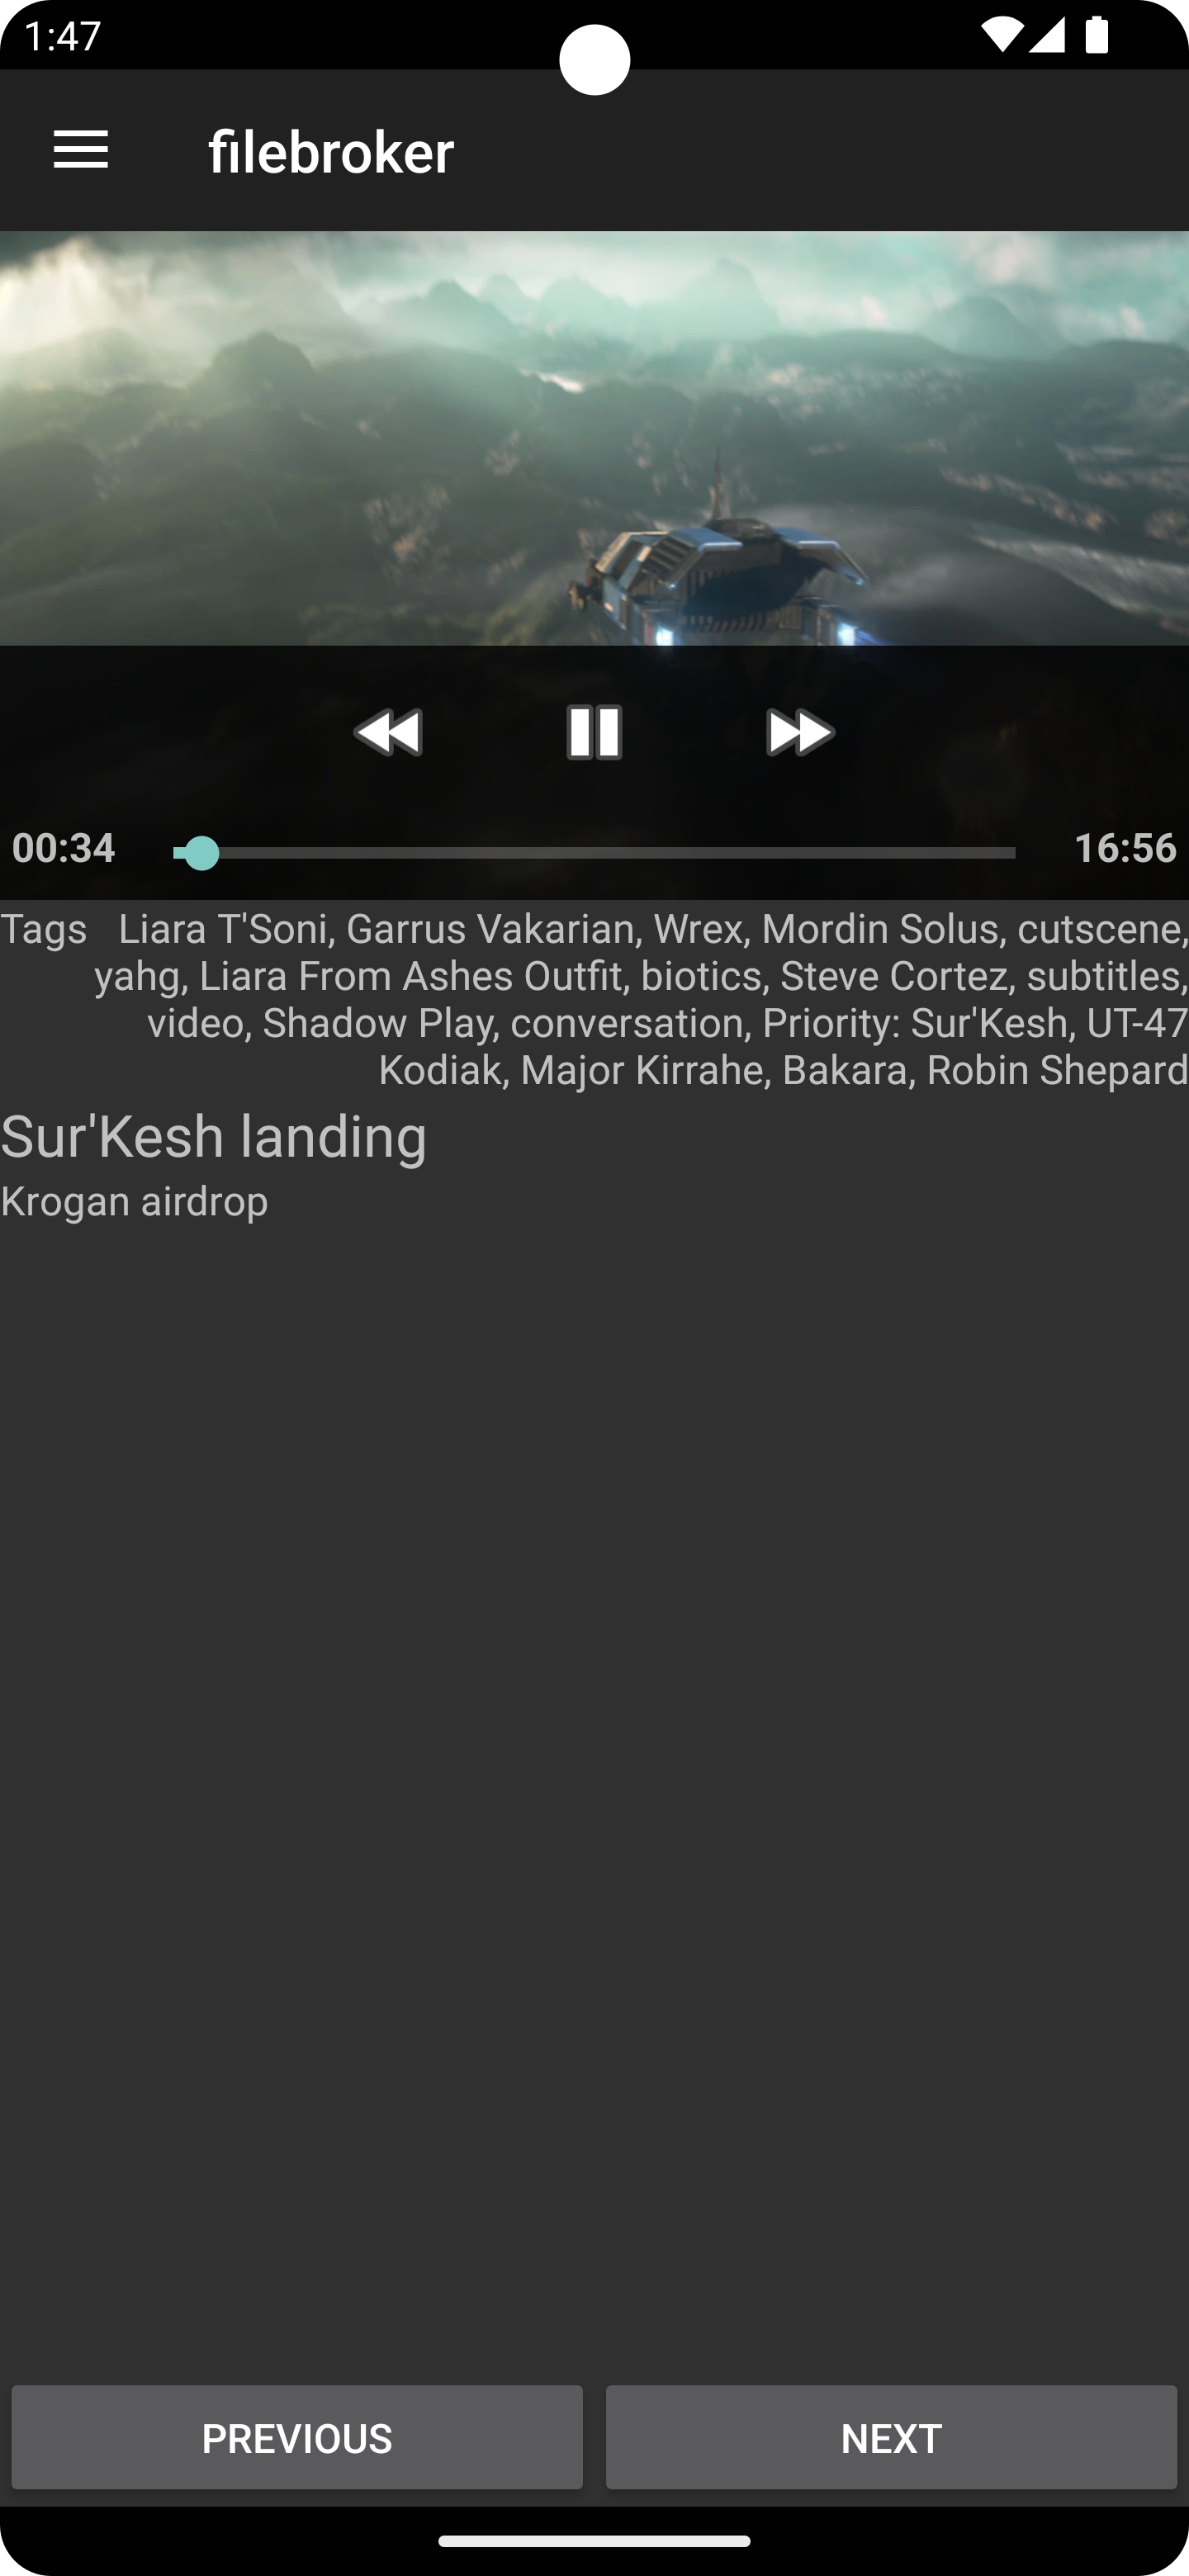 1:47
filebroker
00:34
16:56
Tags Liara T'Soni, Garrus Vakarian, Wrex, Mordin Solus, cutscene,
yahg, Liara From Ashes Outfit, biotics, Steve Cortez, subtitles,
video, Shadow Play, conversation, Priority: Sur'Kesh, UT-47
Kodiak, Major Kirrahe, Bakara, Robin Shepard
Sur'Kesh landing
Krogan airdrop
PREVIOUS
NEXT